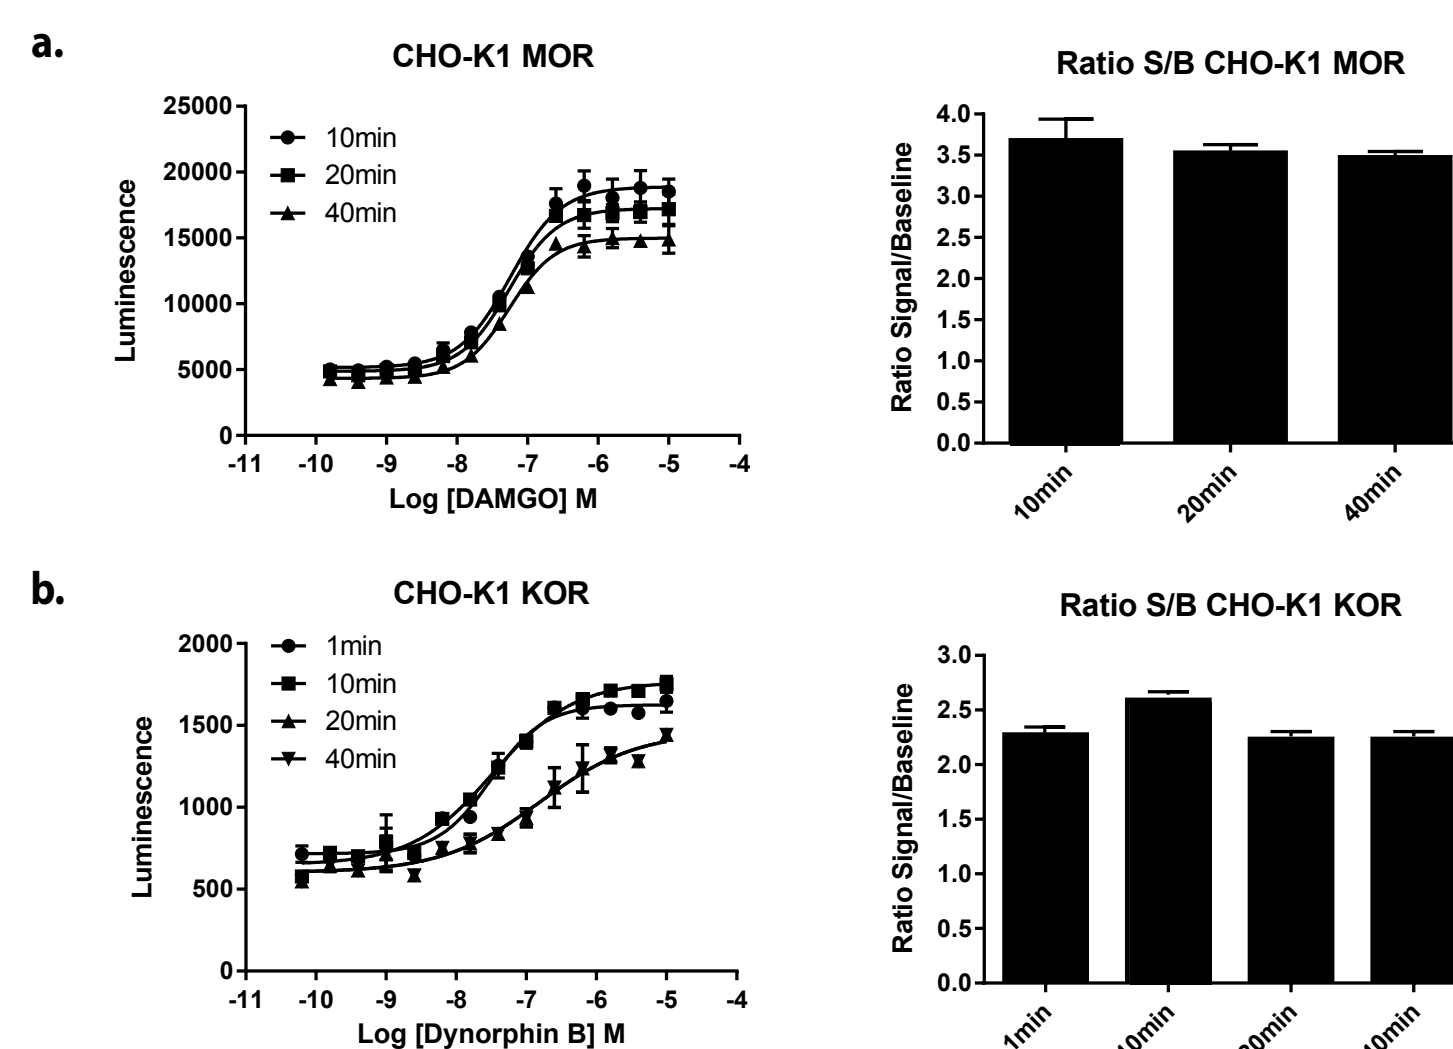 a.
CHO-K1 MOR
25000
20000
15000
10000
5000
0
10min
20min
40min
Luminescence
-11 -10 -9 -8 -7 -6 -5 -4
Log [DAMGO] M
Ratio S/B CHO-K1 MOR
4.0
3.5
3.0
2.5
2.0
1.5
1.0
0.5
0.0
Ratio Signal/Baseline
10min 20min 40min
b.
CHO-K1 KOR
2000
1500
1000
500
0
1min
10min
20min
40min
Luminescence
-11 -10 -9 -8 -7 -6 -5 -4
Log [Dynorphin B] M
Ratio S/B CHO-K1 KOR
3.0
2.5
2.0
1.5
1.0
0.5
0.0
Ratio Signal/Baseline
1min